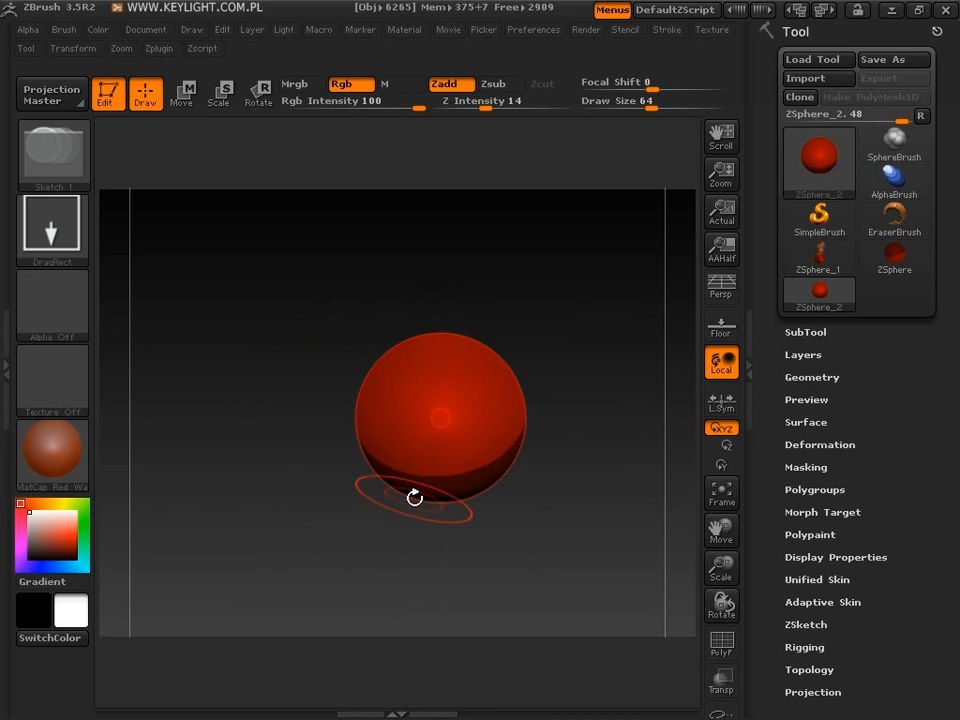 ZBrush 3.5R2
WWW.KEYLIGHT.COM.PL
[Obj▸ 6265] Mem▸375+7 Free▸2909
Menus
DefaultZScript
Alpha Brush Color Document Draw Edit Layer Light Macro Marker Material Movie Picker Preferences Render Stencil Stroke Texture
Tool Transform Zoom Zplugin Zscript
Projection
Master
Edit
Draw
Move
Scale
Rotate
Mrgb
Rgb
M
Rgb Intensity 100
Zadd
Zsub
Zcut
Z Intensity 14
Focal Shift 0
Draw Size 64
Sketch 1
DragRect
Alpha Off
Texture Off
MatCap Red Wa
Gradient
SwitchColor
Scroll
Zoom
Actual
AAHalf
Persp
Floor
Local
L.Sym
XYZ
Frame
Move
Scale
Rotate
PolyF
Transp
Tool
Load Tool
Save As
Import
Export
Clone
Make PolyMesh3D
ZSphere_2. 48
R
ZSphere_2
SphereBrush
AlphaBrush
SimpleBrush
EraserBrush
ZSphere_1
ZSphere
ZSphere_2
SubTool
Layers
Geometry
Preview
Surface
Deformation
Masking
Polygroups
Morph Target
Polypaint
Display Properties
Unified Skin
Adaptive Skin
ZSketch
Rigging
Topology
Projection